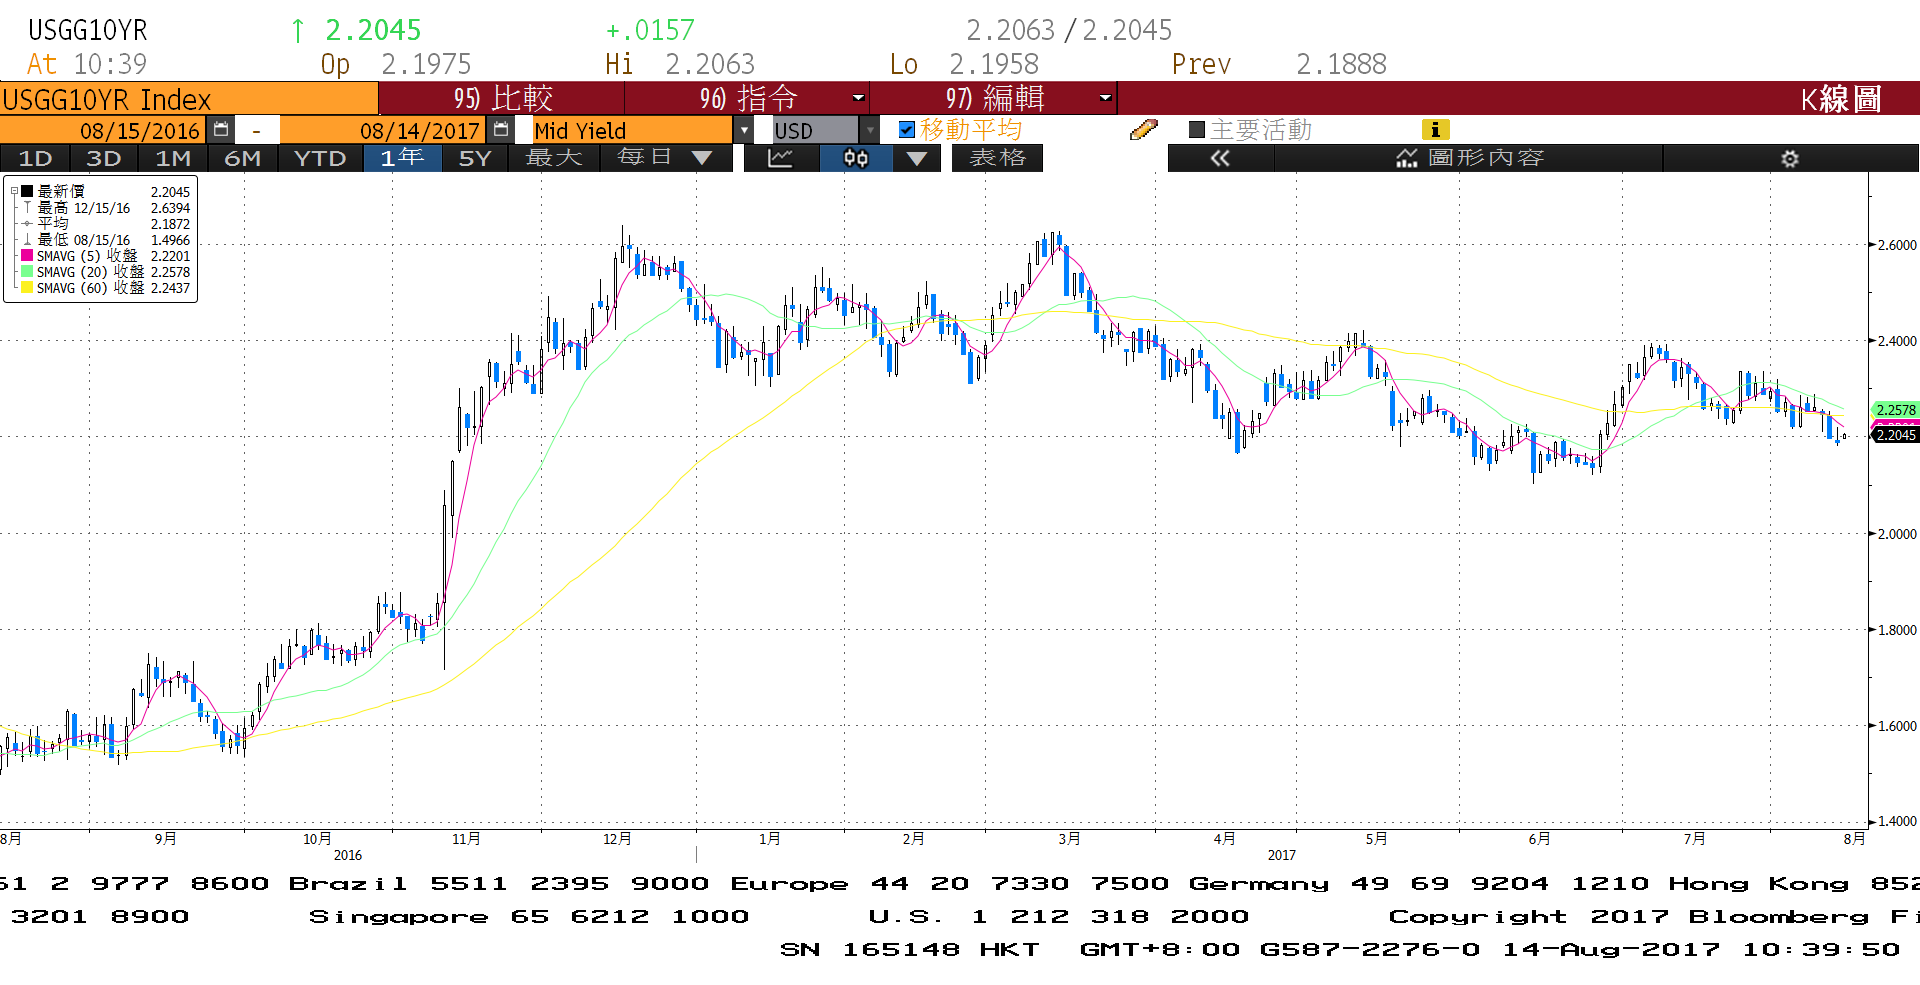 USGG10YR ↑ 2.2045 +.0157 2.2063 / 2.2045
At 10:39 Op 2.1975 Hi 2.2063 Lo 2.1958 Prev 2.1888
USGG10YR Index 95) 比較 96) 指令 97) 編輯 K線圖
08/15/2016 - 08/14/2017 Mid Yield USD 移動平均 主要活動
1D 3D 1M 6M YTD 1年 5Y 最大 每日 表格 圖形內容
最新價 2.2045
最高 12/15/16 2.6394
平均 2.1872
最低 08/15/16 1.4966
SMAVG (5) 收盤 2.2201
SMAVG (20) 收盤 2.2578
SMAVG (60) 收盤 2.2437
2.6000
2.4000
2.2578
2.2045
2.0000
1.8000
1.6000
1.4000
8月 9月 10月 11月 12月 1月 2月 3月 4月 5月 6月 7月 8月
2016 2017
61 2 9777 8600 Brazil 5511 2395 9000 Europe 44 20 7330 7500 Germany 49 69 9204 1210 Hong Kong 852
3201 8900 Singapore 65 6212 1000 U.S. 1 212 318 2000 Copyright 2017 Bloomberg Fi
SN 165148 HKT GMT+8:00 G587-2276-0 14-Aug-2017 10:39:50